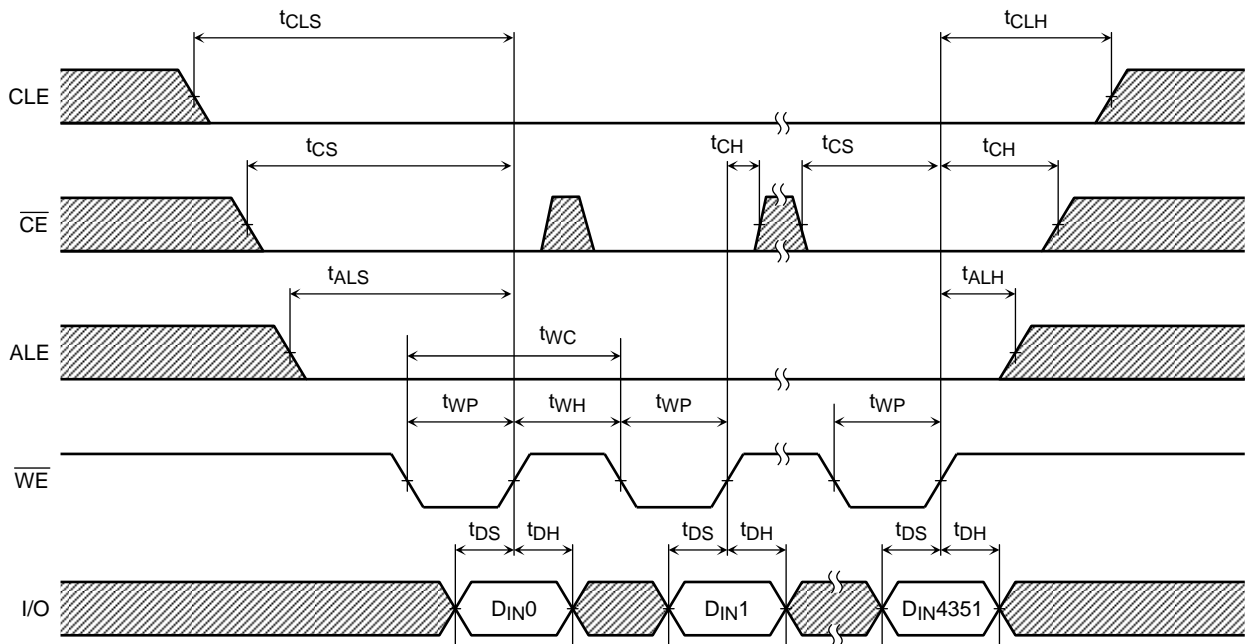 tCLS
tCLH
CLE
tCS
tCH
tCS
tCH
CE
tALS
tALH
tWC
ALE
tWP
tWH
tWP
tWP
WE
tDS
tDH
tDS
tDH
tDS
tDH
I/O
DIN0
DIN1
DIN4351